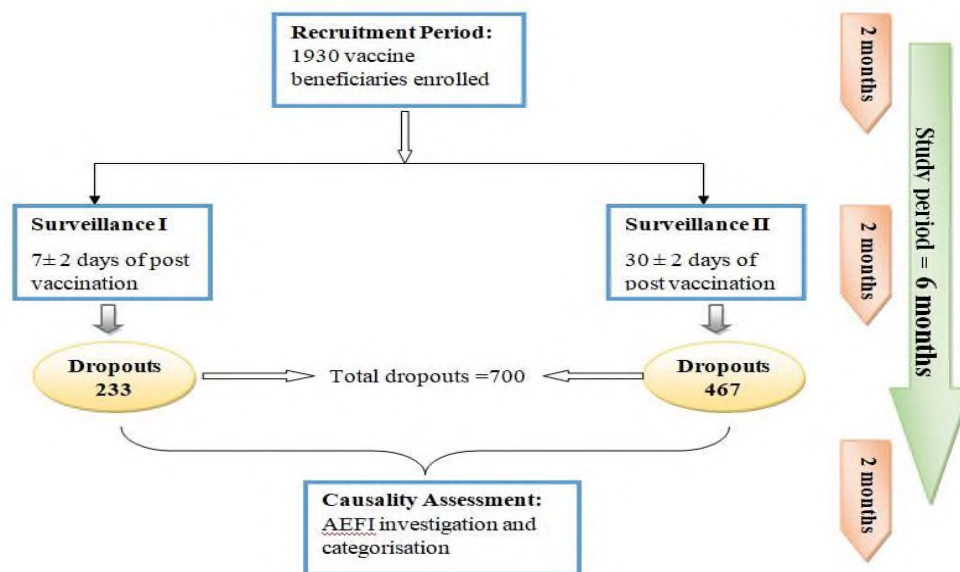 Recruitment Period:
1930 vaccine
beneficiaries enrolled
2 months
Surveillance I
7± 2 days of post
vaccination
Surveillance II
30 ± 2 days of
post vaccination
2 months
Study period = 6 months
Dropouts
233
Total dropouts =700
Dropouts
467
Causality Assessment:
AEFI investigation and
categorisation
2 months